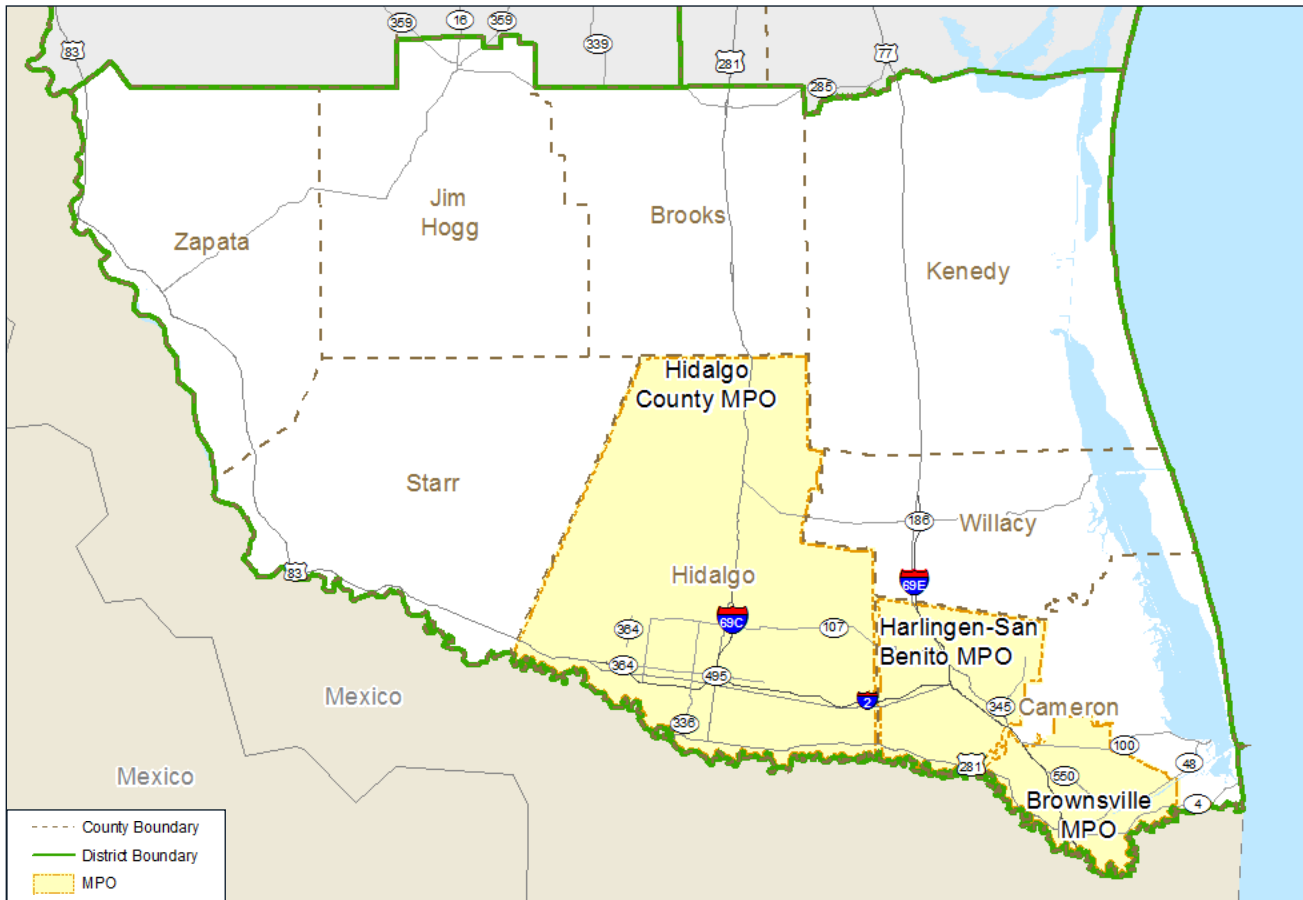 359
16
359
83
339
281
77
285
Jim
Hogg
Brooks
Zapata
Kenedy
Hidalgo
County MPO
Starr
186
Willacy
83
Hidalgo
69E
69C
364
107
Harlingen-San
Benito MPO
364
495
Mexico
2
345
Cameron
336
100
281
48
Mexico
550
Brownsville
MPO
4
County Boundary
District Boundary
MPO